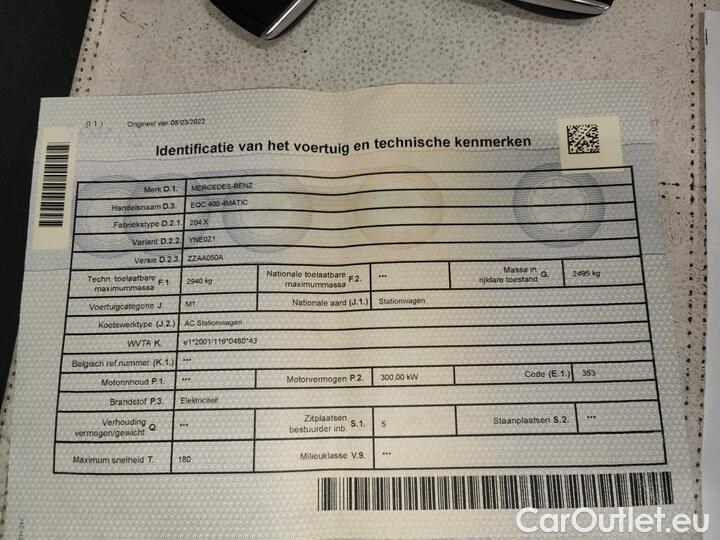 (I.1.) Origineel van 08/03/2022
Identificatie van het voertuig en technische kenmerken
Merk D.1. MERCEDES-BENZ
Handelsnaam D.3. EQC 400 4MATIC
Fabriekstype D.2.1. 204 X
Variant D.2.2. YNE0Z1
Versie D.2.3. ZZAA050A
Techn. toelaatbare maximummassa F.1. 2940 kg Nationale toelaatbare maximummassa F.2. *** Massa in rijklare toestand G. 2495 kg
Voertuigcategorie J. M1 Nationale aard (J.1.) Stationwagen
Koetswerktype (J.2.) AC Stationwagen
WVTA K. e1*2001/116*0480*43
Belgisch ref.nummer (K.1.) ***
Motorinhoud P.1. *** Motorvermogen P.2. 300,00 kW Code (E.1.) 353
Brandstof P.3. Elektriciteit
Verhouding vermogen/gewicht Q. *** Zitplaatsen bestuurder inb. S.1. 5 Staanplaatsen S.2. ***
Maximum snelheid T. 180 Milieuklasse V.9. ***
CarOutlet.eu